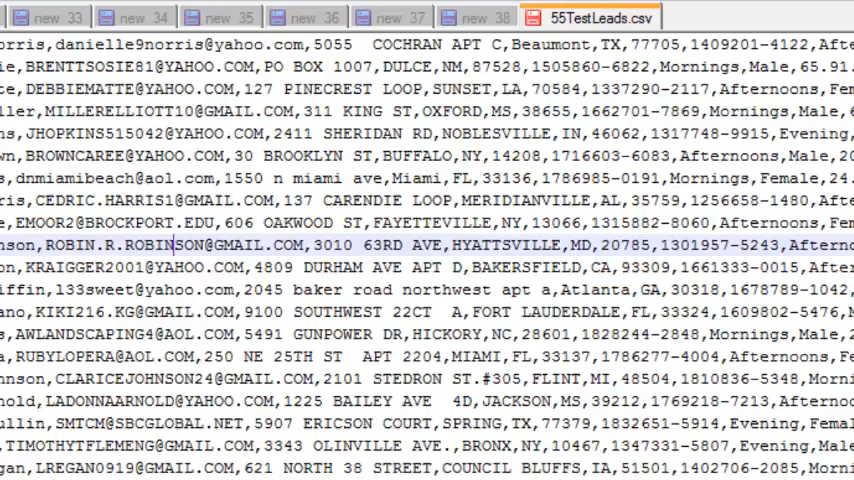 new 33 new 34 new 35 new 36 new 37 new 38 55TestLeads.csv
orris,danielle9norris@yahoo.com,5055  COCHRAN APT C,Beaumont,TX,77705,1409201-4122,Afte
ie,BRENTTSOSIE81@YAHOO.COM,PO BOX 1007,DULCE,NM,87528,1505860-6822,Mornings,Male,65.91.
te,DEBBIEMATTE@YAHOO.COM,127 PINECREST LOOP,SUNSET,LA,70584,1337290-2117,Afternoons,Fem
ller,MILLERELLIOTT10@GMAIL.COM,311 KING ST,OXFORD,MS,38655,1662701-7869,Mornings,Male,6
ns,JHOPKINS515042@YAHOO.COM,2411 SHERIDAN RD,NOBLESVILLE,IN,46062,1317748-9915,Evening,
wn,BROWNCAREE@YAHOO.COM,30 BROOKLYN ST,BUFFALO,NY,14208,1716603-6083,Afternoons,Male,20
s,dnmiamibeach@aol.com,1550 n miami ave,Miami,FL,33136,1786985-0191,Mornings,Female,24.
ris,CEDRIC.HARRIS1@GMAIL.COM,137 CARENDIE LOOP,MERIDIANVILLE,AL,35759,1256658-1480,
e,EMOOR2@BROCKPORT.EDU,606 OAKWOOD ST,FAYETTEVILLE,NY,13066,1315882-8060,Afternoons,
nson,ROBIN.R.ROBINSON@GMAIL.COM,3010 63RD AVE,HYATTSVILLE,MD,20785,1301957-5243,Afterno
on,KRAIGGER2001@YAHOO.COM,4809 DURHAM AVE APT D,BAKERSFIELD,CA,93309,1661333-0015,After
iffin,l33sweet@yahoo.com,2045 baker road northwest apt a,Atlanta,GA,30318,1678789-1042,
ano,KIKI216.KG@GMAIL.COM,9100 SOUTHWEST 22CT  A,FORT LAUDERDALE,FL,33324,1609802-5476,M
s,AWLANDSCAPING4@AOL.COM,5491 GUNPOWER DR,HICKORY,NC,28601,1828244-2848,Mornings,Male,2
a,RUBYLOPERA@AOL.COM,250 NE 25TH ST  APT 2204,MIAMI,FL,33137,1786277-4004,Afternoons,Fe
hnson,CLARICEJOHNSON24@GMAIL.COM,2101 STEDRON ST.#305,FLINT,MI,48504,1810836-5348,Morni
nold,LADONNAARNOLD@YAHOO.COM,1225 BAILEY AVE  4D,JACKSON,MS,39212,1769218-7213,Afterno
ullin,SMTCM@SBCGLOBAL.NET,5907 ERICSON COURT,SPRING,TX,77379,1832651-5914,Evening,Femal
,TIMOTHYTFLEMENG@GMAIL.COM,3343 OLINVILLE AVE.,BRONX,NY,10467,1347331-5807,Evening,Male
gan,LREGAN0919@GMAIL.COM,621 NORTH 38 STREET,COUNCIL BLUFFS,IA,51501,1402706-2085,Morni